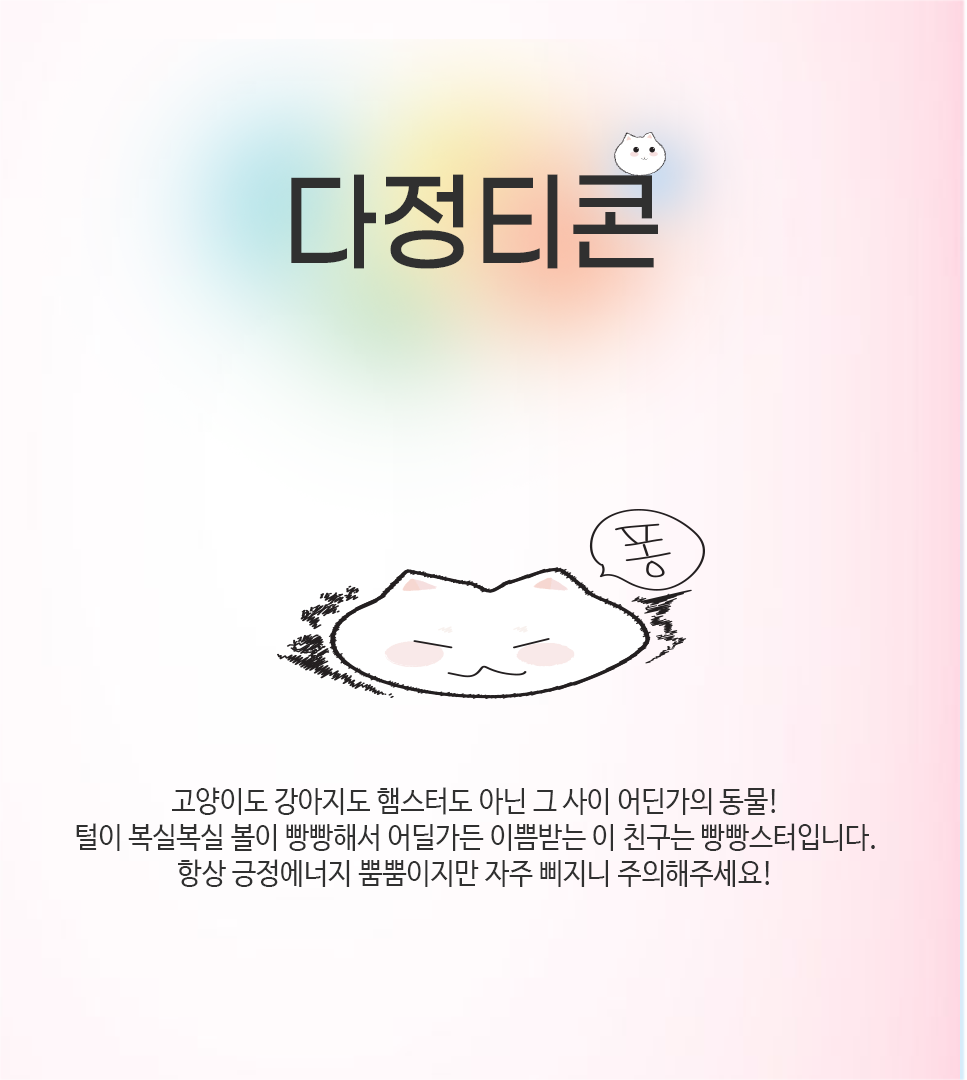 다정티콘
퐁
고양이도 강아지도 햄스터도 아닌 그 사이 어딘가의 동물!
털이 복실복실 볼이 빵빵해서 어딜가든 이쁨받는 이 친구는 빵빵스터입니다.
항상 긍정에너지 뿜뿜이지만 자주 삐지니 주의해주세요!